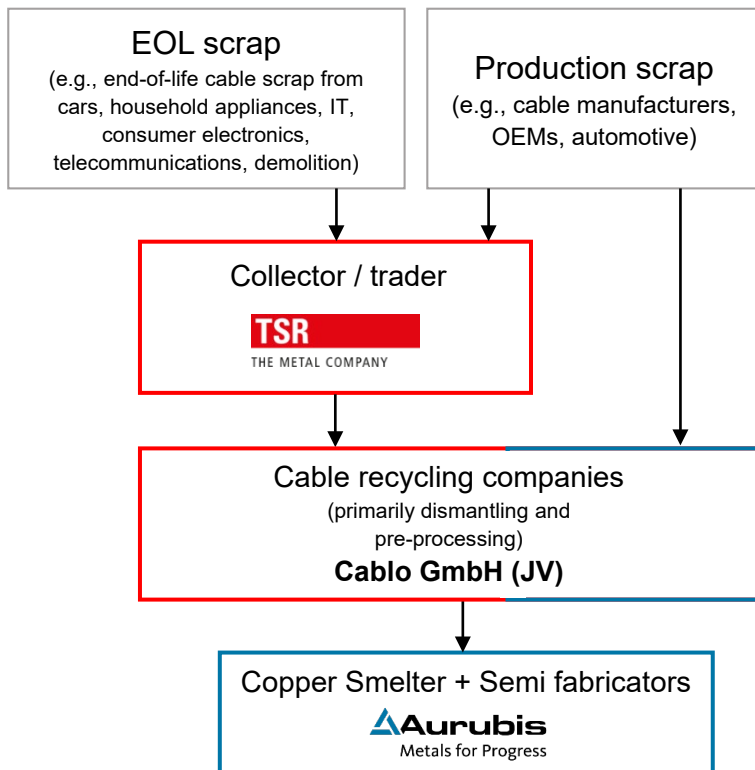 EOL scrap
(e.g., end-of-life cable scrap from
cars, household appliances, IT,
consumer electronics,
telecommunications, demolition)
Production scrap
(e.g., cable manufacturers,
OEMs, automotive)
Collector / trader
TSR
THE METAL COMPANY
Cable recycling companies
(primarily dismantling and
pre-processing)
Cablo GmbH (JV)
Copper Smelter + Semi fabricators
Aurubis
Metals for Progress